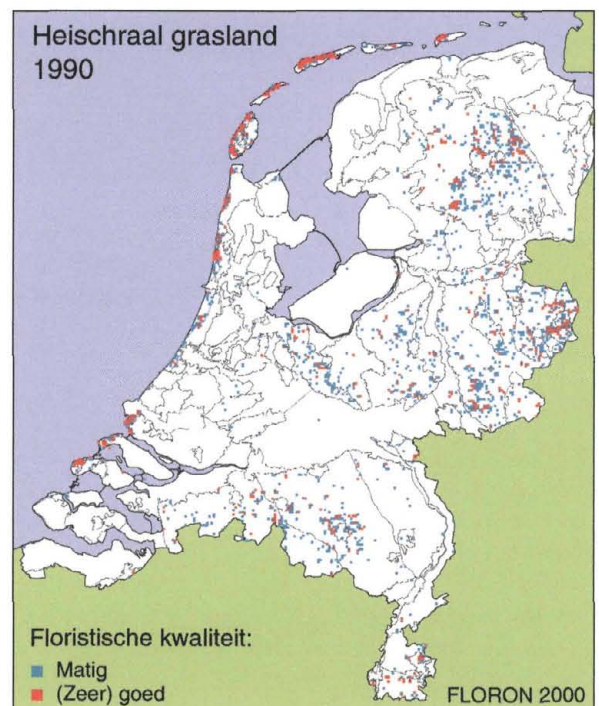 Heischraal grasland
1990
Floristische kwaliteit:
Matig
(Zeer) goed
FLORON 2000